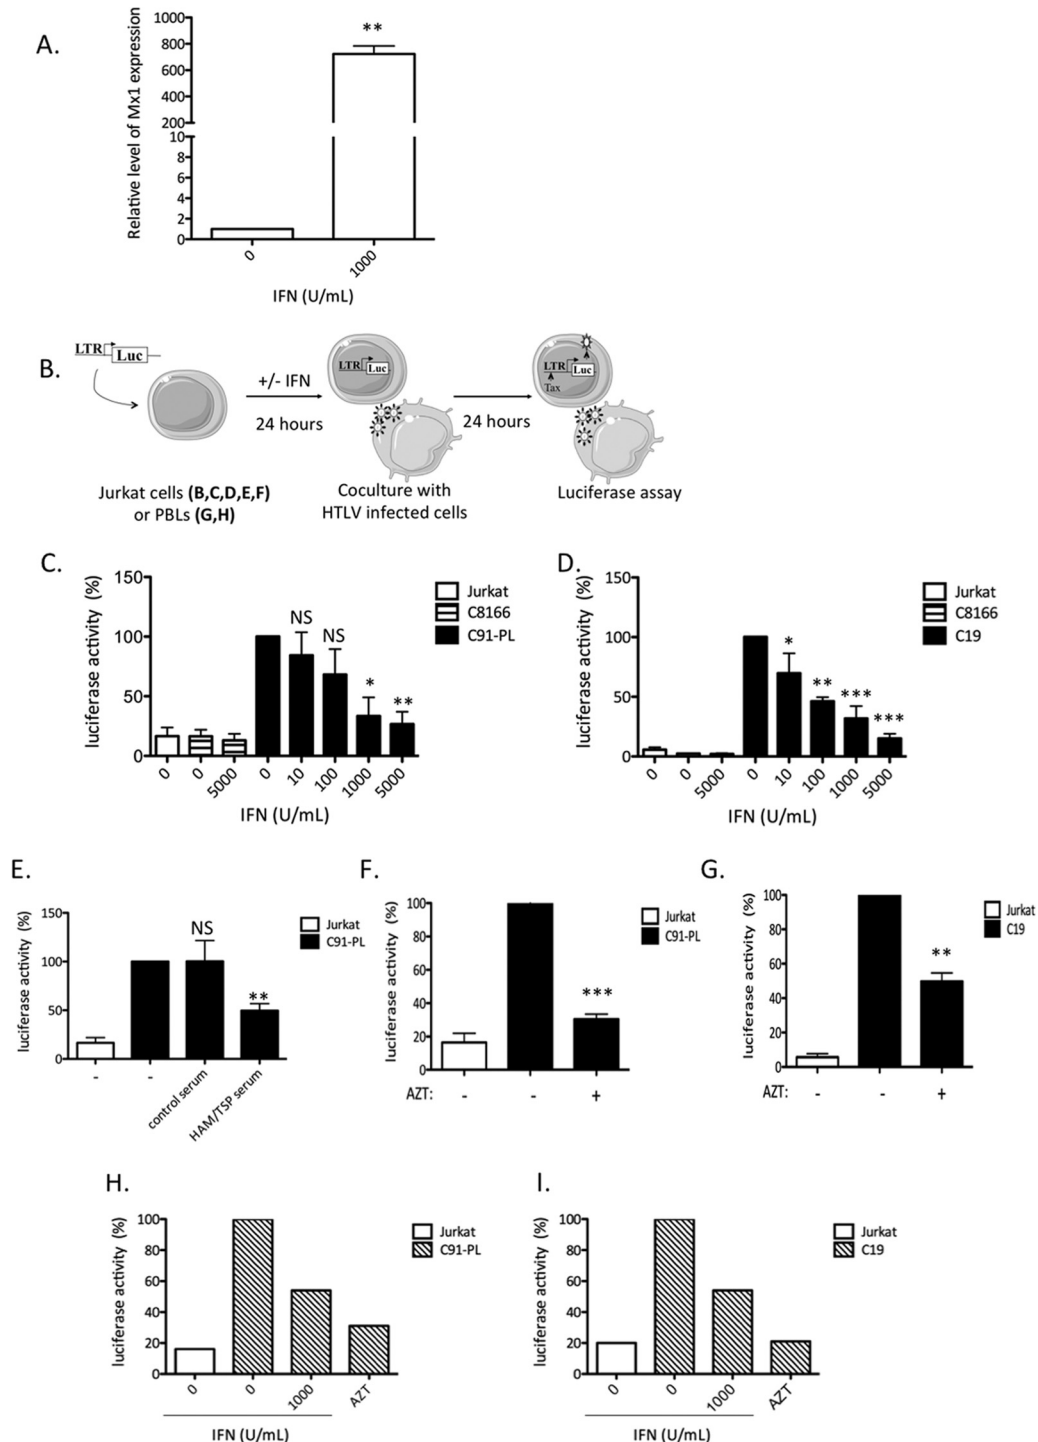 A.
Relative level of Mx1 expression
1000
800
600
400
200
10
8
6
4
2
0
**
0 1000
IFN (U/mL)
B.
LTR Luc
+/- IFN
24 hours
LTR Luc
24 hours
LTR Luc
Tax
Jurkat cells (B,C,D,E,F)
or PBLs (G,H)
Coculture with
HTLV infected cells
Luciferase assay
C.
luciferase activity (%)
150
100
50
0
NS NS * **
Jurkat
C8166
C91-PL
0 0 5000 0 10 100 1000 5000
IFN (U/mL)
D.
luciferase activity (%)
150
100
50
0
* ** *** ***
Jurkat
C8166
C19
0 0 5000 0 10 100 1000 5000
IFN (U/mL)
E.
luciferase activity (%)
150
100
50
0
NS **
Jurkat
C91-PL
- - control serum HAM/TSP serum
F.
luciferase activity (%)
100
80
60
40
20
0
***
Jurkat
C91-PL
AZT: - - +
G.
luciferase activity (%)
100
80
60
40
20
0
**
Jurkat
C19
AZT: - - +
H.
luciferase activity (%)
100
80
60
40
20
0
Jurkat
C91-PL
0 0 1000 AZT
IFN (U/mL)
I.
luciferase activity (%)
100
80
60
40
20
0
Jurkat
C19
0 0 1000 AZT
IFN (U/mL)